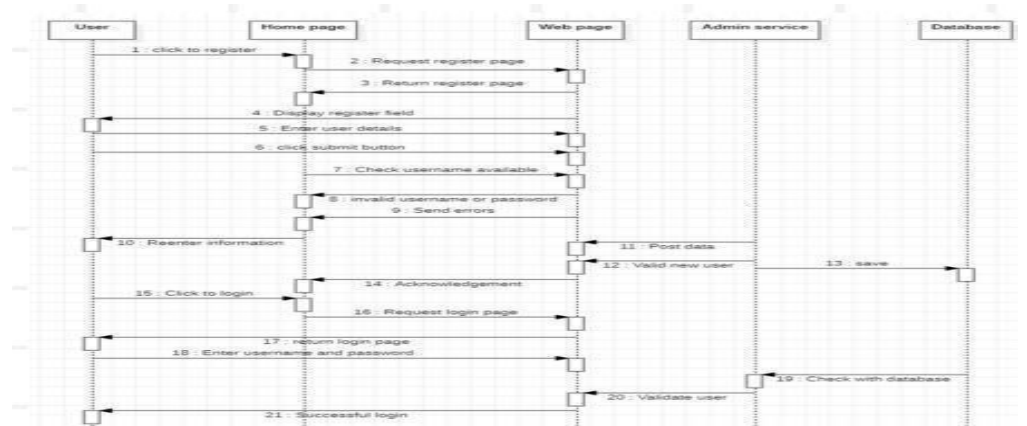 User
Home page
Web page
Admin service
Database
1 : click to register
2 : Request register page
3 : Return register page
4 : Display register field
5 : Enter user details
6 : click submit button
7 : Check username available
8 : invalid username or password
9 : Send errors
10 : Reenter information
11 : Post data
12 : Valid new user
13 : save
14 : Acknowledgement
15 : Click to login
16 : Request login page
17 : return login page
18 : Enter username and password
19 : Check with database
20 : Validate user
21 : Successful login